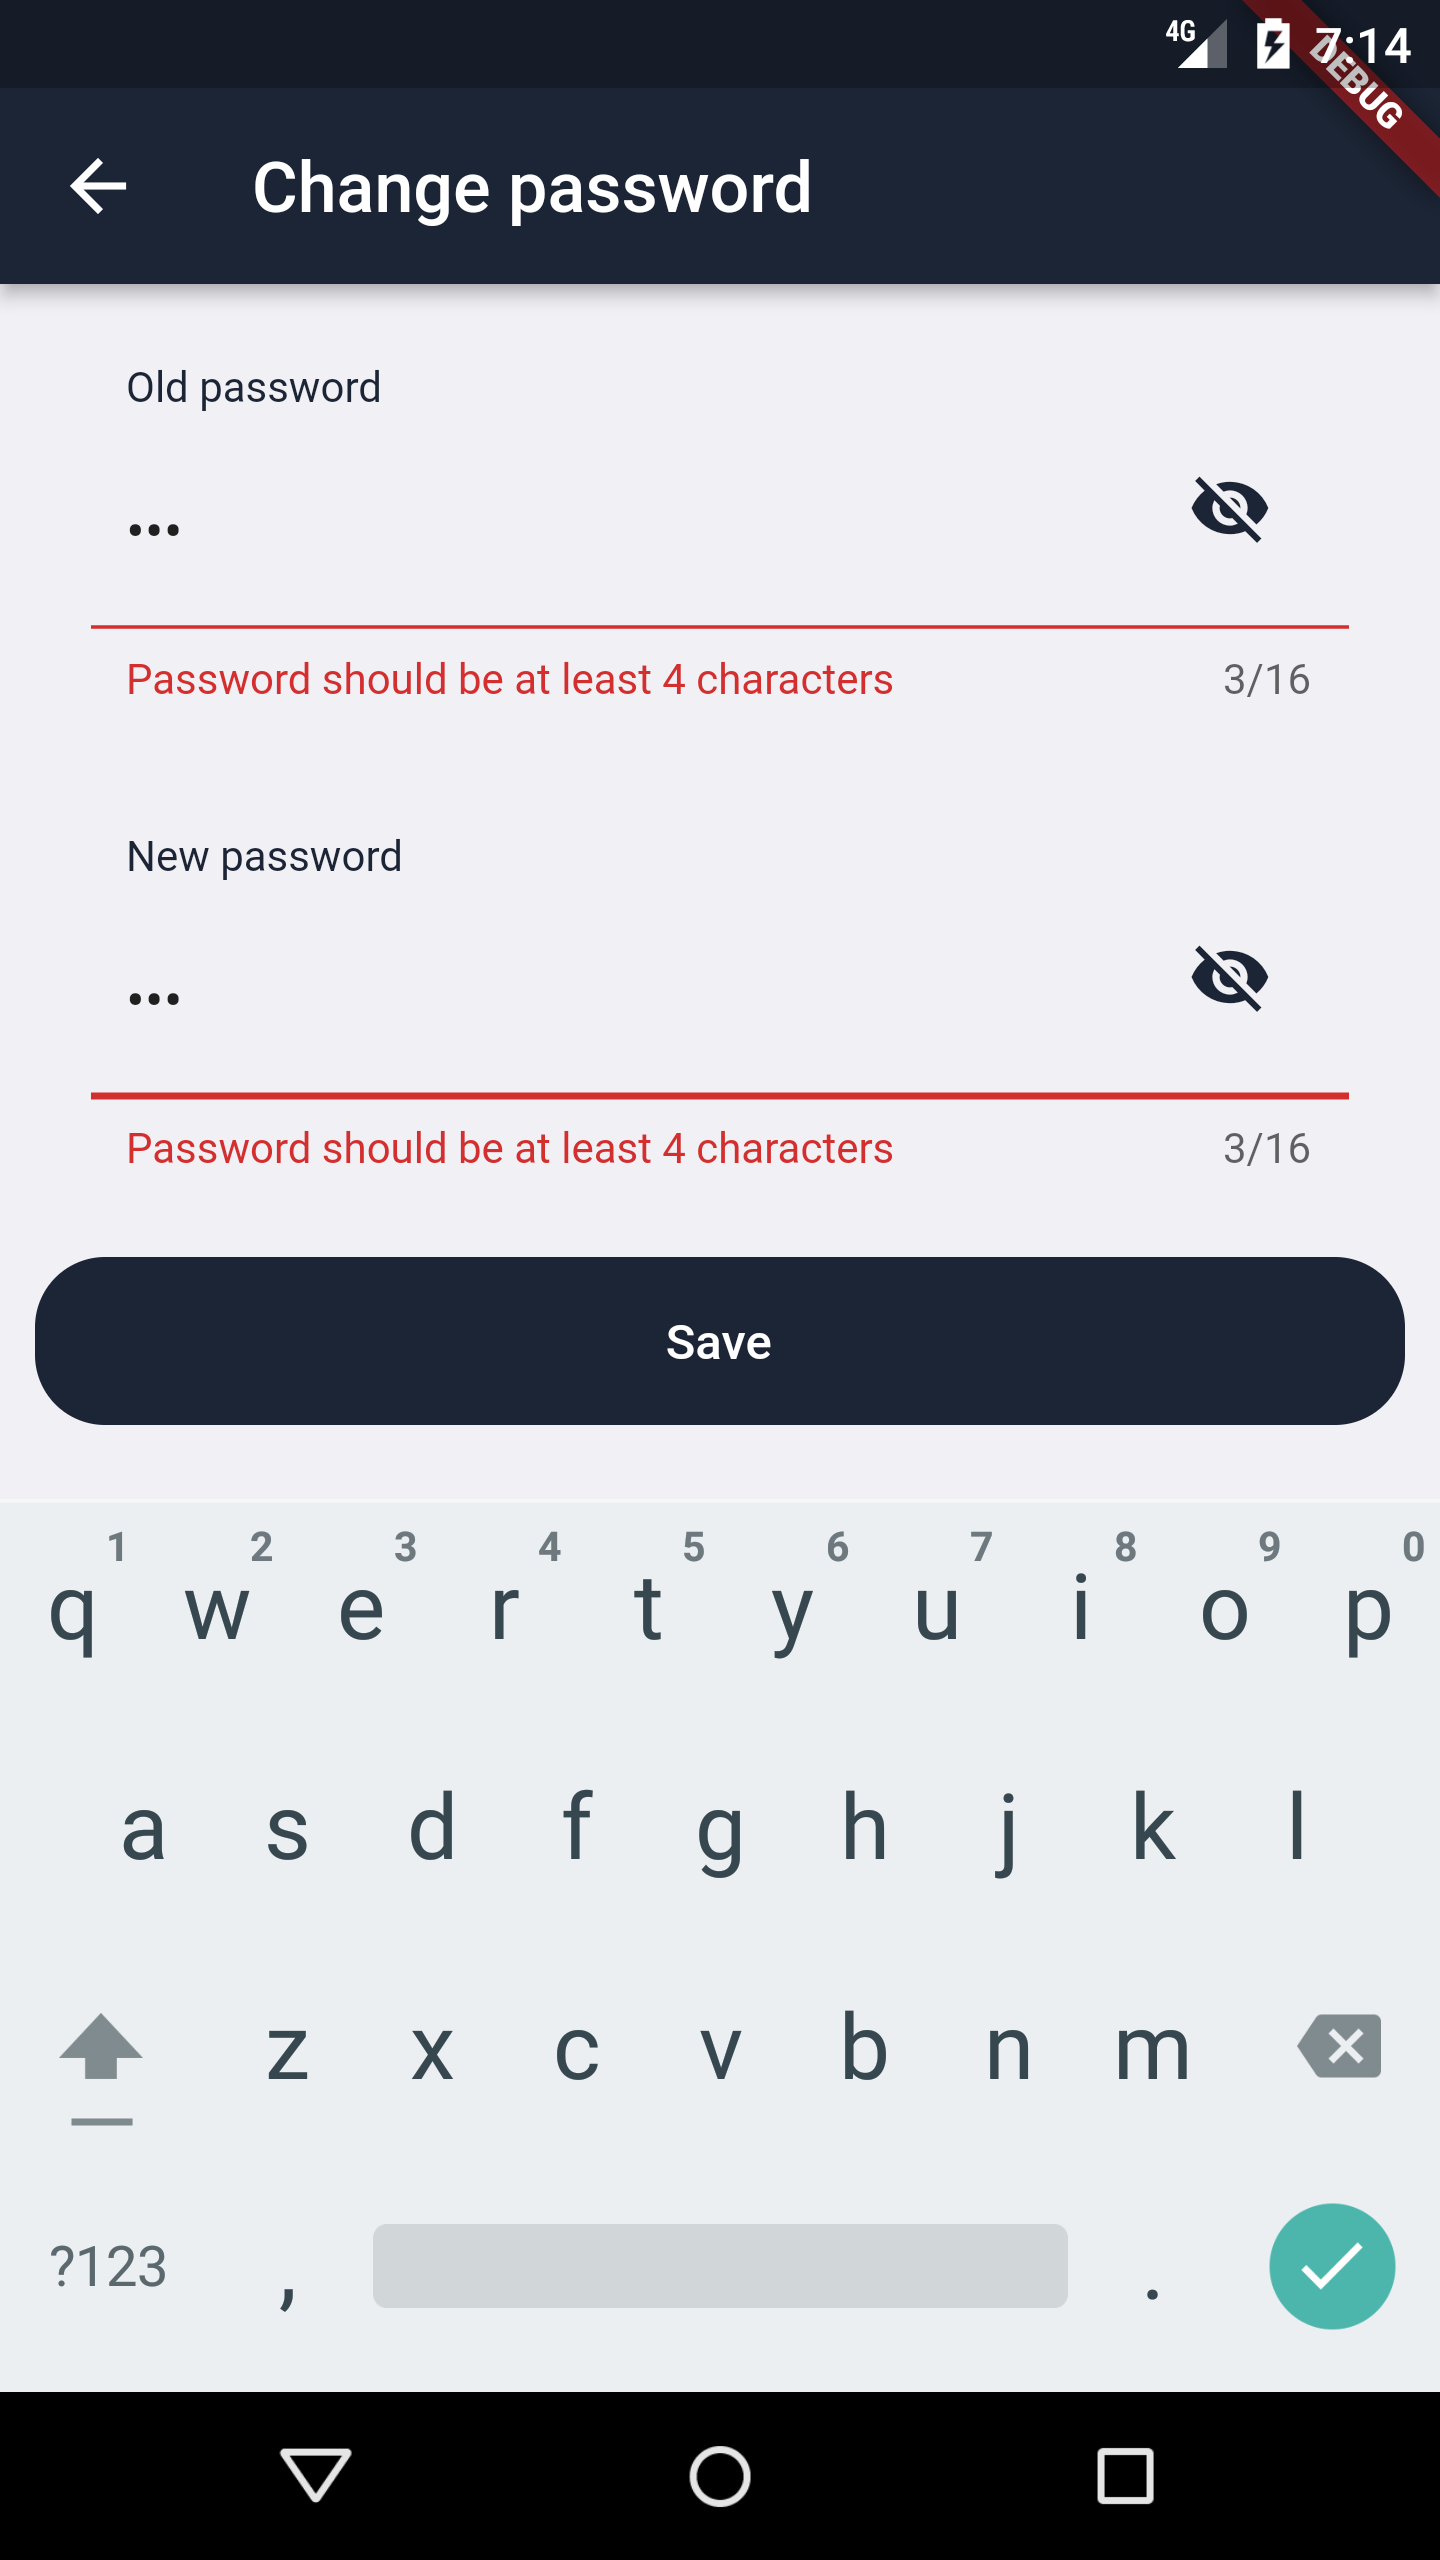 4G 7:14
DEBUG
Change password
Old password
•••
Password should be at least 4 characters 3/16
New password
•••
Password should be at least 4 characters 3/16
Save
1 2 3 4 5 6 7 8 9 0
q w e r t y u i o p
a s d f g h j k l
z x c v b n m
?123 , .